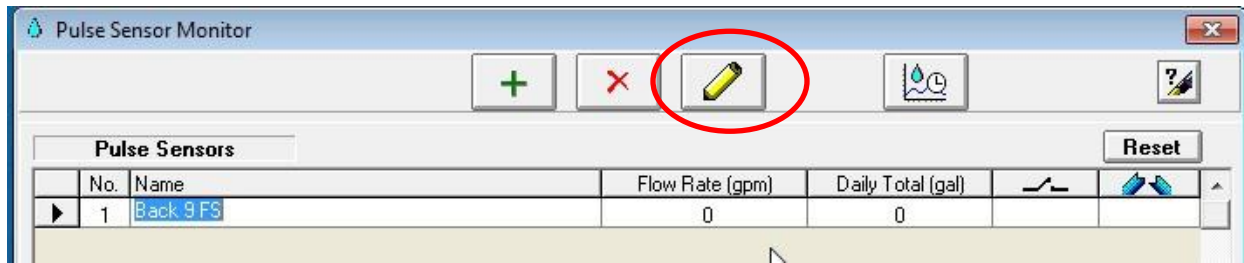 Pulse Sensor Monitor
?
Pulse Sensors
Reset
No. Name Flow Rate (gpm) Daily Total (gal)
1 Back 9 FS 0 0